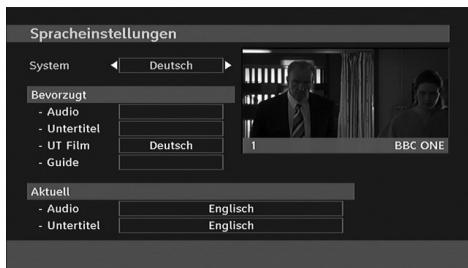 Spracheinstellungen
System Deutsch
Bevorzugt
- Audio
- Untertitel
- UT Film Deutsch
- Guide
1 BBC ONE
Aktuell
- Audio Englisch
- Untertitel Englisch